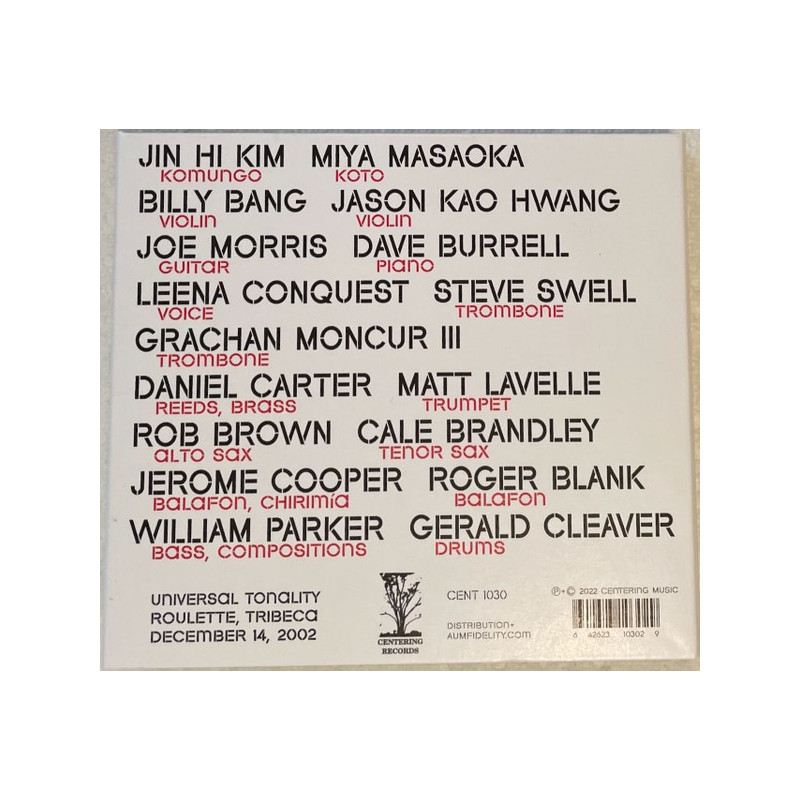 JIN HI KIM MIYA MASAOKA
KOMUNGO KOTO
BILLY BANG JASON KAO HWANG
VIOLIN VIOLIN
JOE MORRIS DAVE BURRELL
GUITAR PIANO
LEENA CONQUEST STEVE SWELL
VOICE TROMBONE
GRACHAN MONCUR III
TROMBONE
DANIEL CARTER MATT LAVELLE
REEDS, BRASS TRUMPET
ROB BROWN CALE BRANDLEY
ALTO SAX TENOR SAX
JEROME COOPER ROGER BLANK
BALAFON, CHIRIMÍA BALAFON
WILLIAM PARKER GERALD CLEAVER
BASS, COMPOSITIONS DRUMS
UNIVERSAL TONALITY
ROULETTE, TRIBECA
DECEMBER 14, 2002
CENTERING
RECORDS
CENT 1030
DISTRIBUTION+
AUMFIDELITY.COM
℗+© 2022 CENTERING MUSIC
6 42623 10302 9